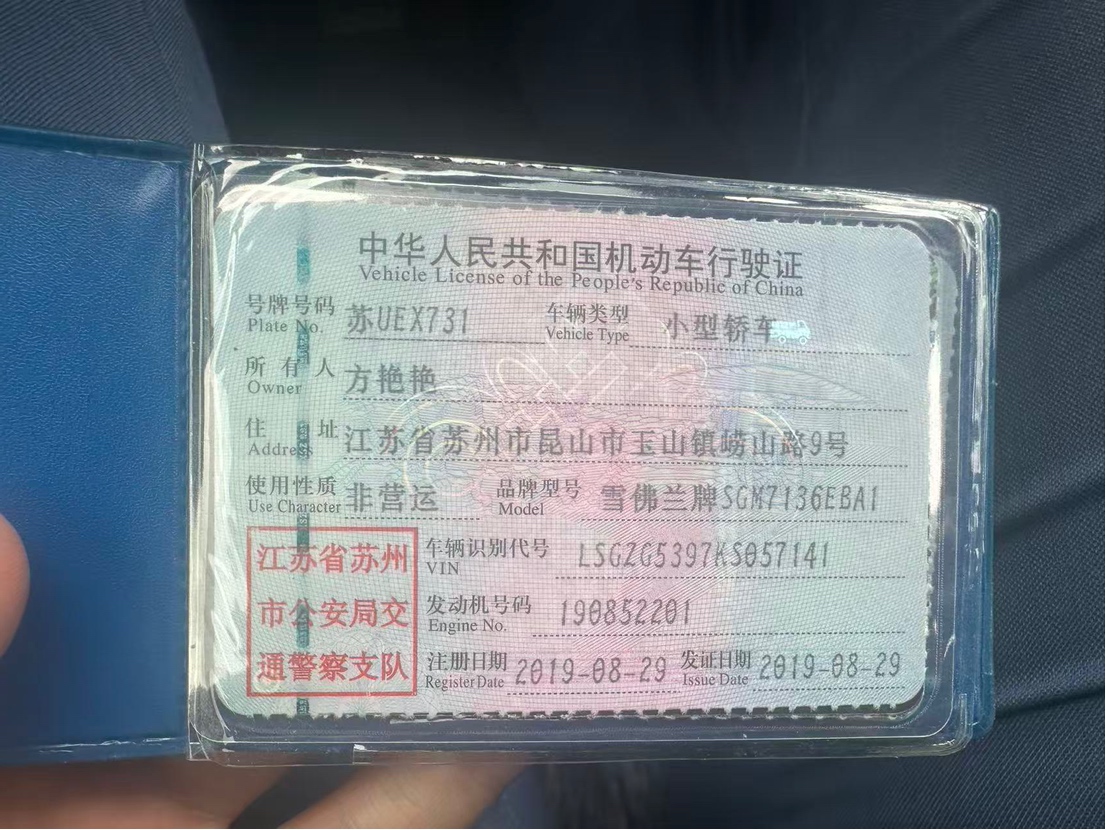 中华人民共和国机动车行驶证
Vehicle License of the People's Republic of China
号牌号码 Plate No. 苏UEX731 车辆类型 Vehicle Type 小型轿车
所有人 Owner 方艳艳
住址 Address 江苏省苏州市昆山市玉山镇崂山路9号
使用性质 Use Character 非营运 品牌型号 Model 雪佛兰牌SGM7136EBA1
江苏省苏州
市公安局交
通警察支队
车辆识别代号 VIN LSGZG5397KS057141
发动机号码 Engine No. 190852201
注册日期 Register Date 2019-08-29 发证日期 Issue Date 2019-08-29